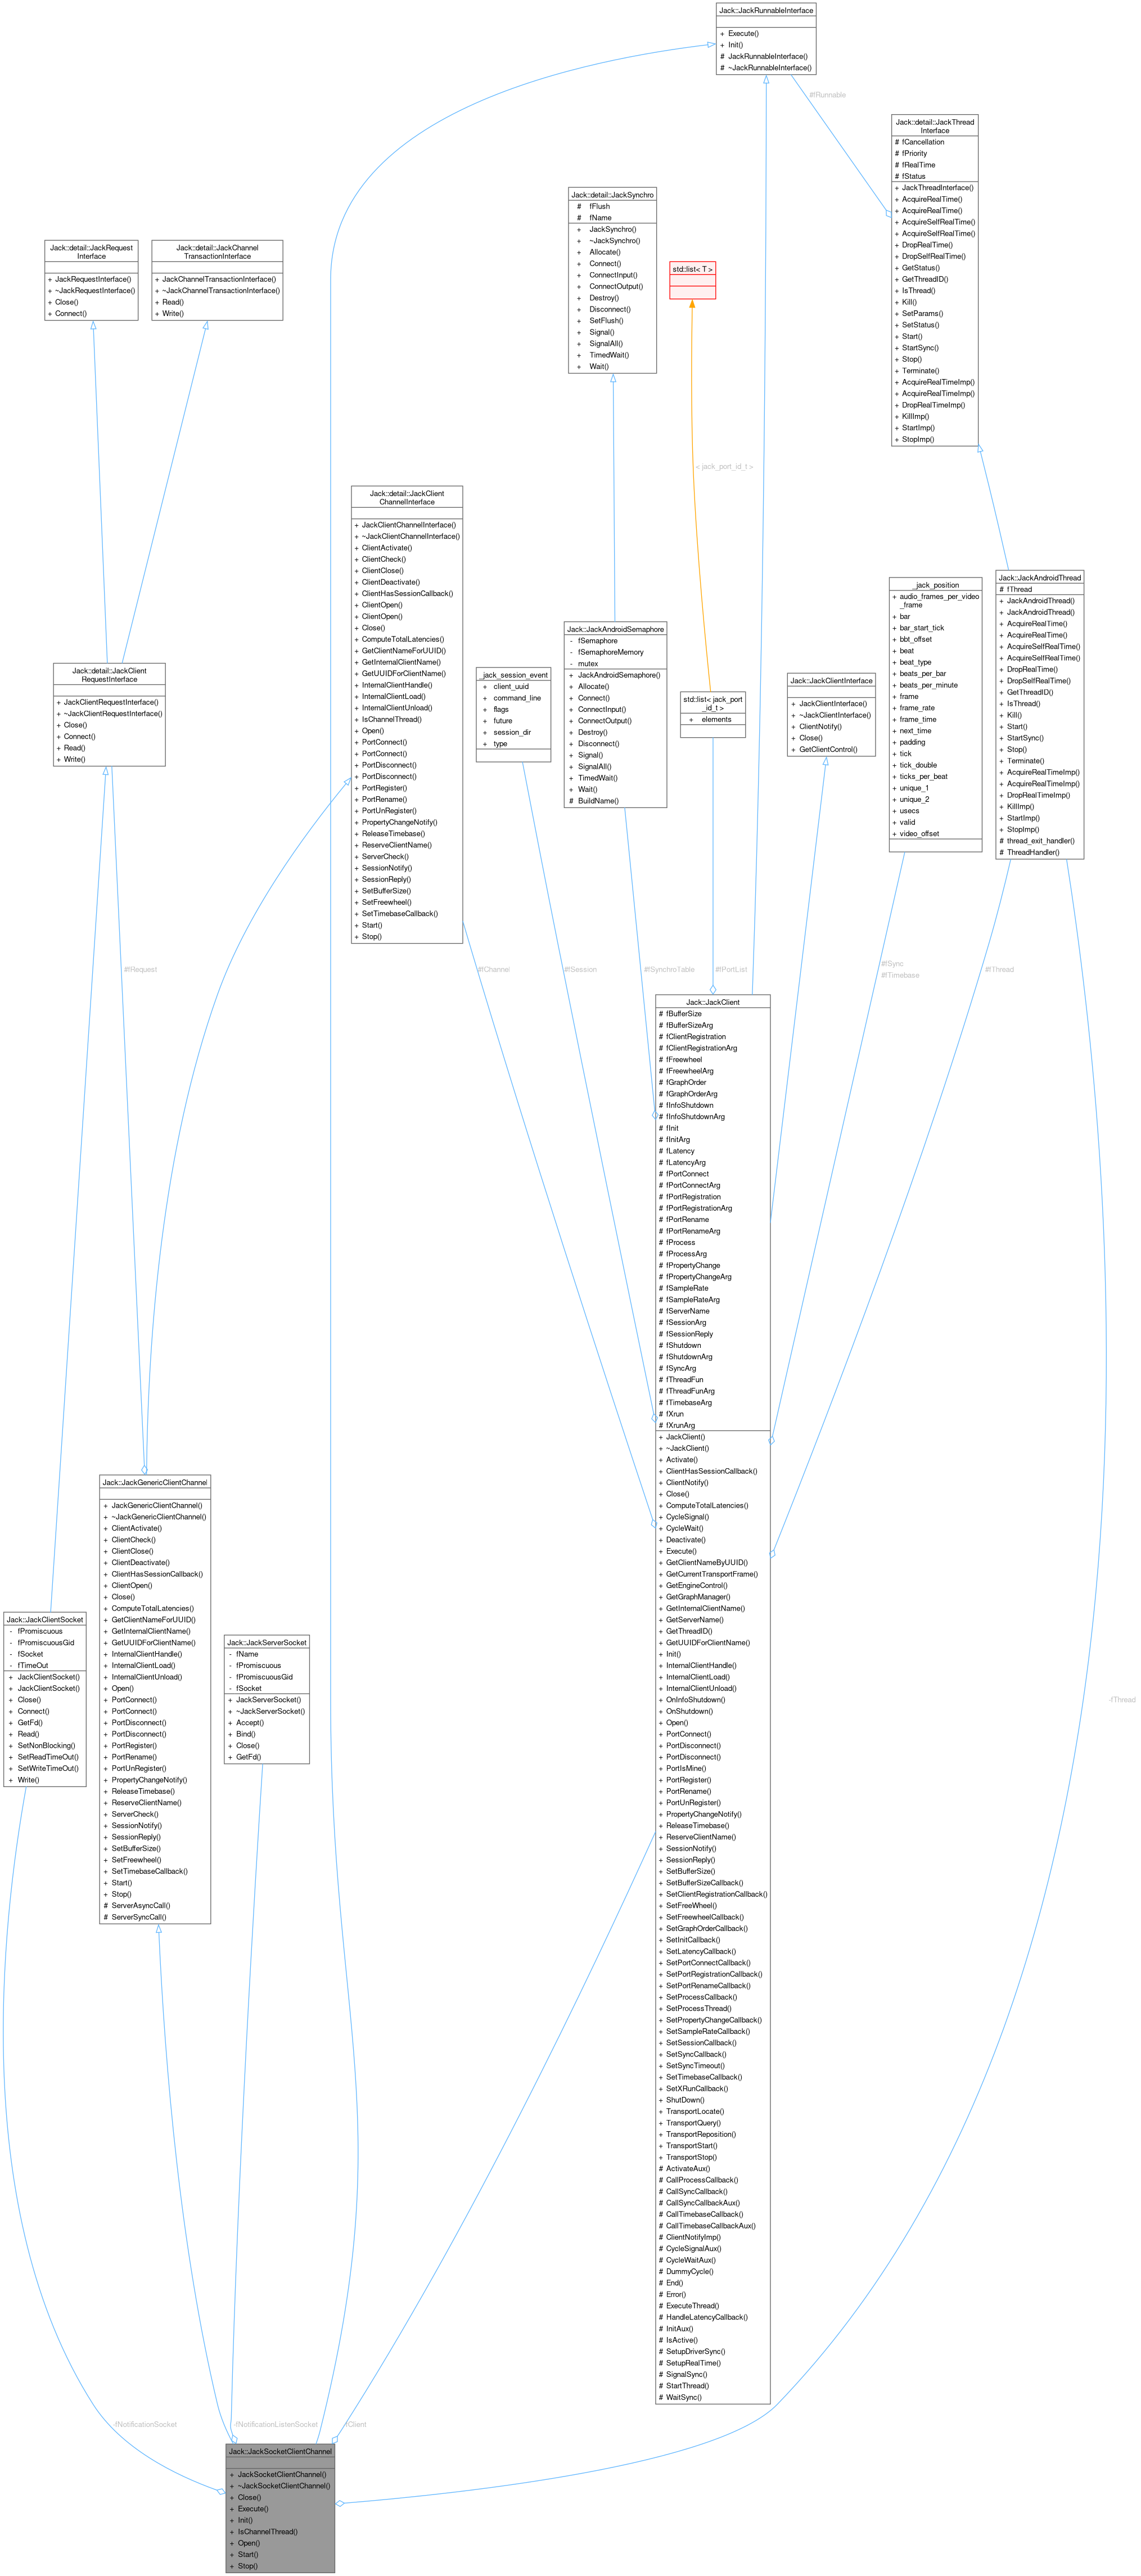 Jack::JackRunnableInterface
+ Execute()
+ Init()
# JackRunnableInterface()
# ~JackRunnableInterface()
#fRunnable
Jack::detail::JackThread
Interface
# fCancellation
# fPriority
# fRealTime
# fStatus
+ JackThreadInterface()
+ AcquireRealTime()
+ AcquireRealTime()
+ AcquireSelfRealTime()
+ AcquireSelfRealTime()
+ DropRealTime()
+ DropSelfRealTime()
+ GetStatus()
+ GetThreadID()
+ IsThread()
+ Kill()
+ SetParams()
+ SetStatus()
+ Start()
+ StartSync()
+ Stop()
+ Terminate()
+ AcquireRealTimeImp()
+ AcquireRealTimeImp()
+ DropRealTimeImp()
+ KillImp()
+ StartImp()
+ StopImp()
Jack::detail::JackSynchro
# fFlush
# fName
+ JackSynchro()
+ ~JackSynchro()
+ Allocate()
+ Connect()
+ ConnectInput()
+ ConnectOutput()
+ Destroy()
+ Disconnect()
+ SetFlush()
+ Signal()
+ SignalAll()
+ TimedWait()
+ Wait()
Jack::detail::JackRequest
Interface
+ JackRequestInterface()
+ ~JackRequestInterface()
+ Close()
+ Connect()
Jack::detail::JackChannel
TransactionInterface
+ JackChannelTransactionInterface()
+ ~JackChannelTransactionInterface()
+ Read()
+ Write()
std::list< T >
< jack_port_id_t >
Jack::detail::JackClient
ChannelInterface
+ JackClientChannelInterface()
+ ~JackClientChannelInterface()
+ ClientActivate()
+ ClientCheck()
+ ClientClose()
+ ClientDeactivate()
+ ClientHasSessionCallback()
+ ClientOpen()
+ ClientOpen()
+ Close()
+ ComputeTotalLatencies()
+ GetClientNameForUUID()
+ GetInternalClientName()
+ GetUUIDForClientName()
+ InternalClientHandle()
+ InternalClientLoad()
+ InternalClientUnload()
+ IsChannelThread()
+ Open()
+ PortConnect()
+ PortConnect()
+ PortDisconnect()
+ PortDisconnect()
+ PortRegister()
+ PortRename()
+ PortUnRegister()
+ PropertyChangeNotify()
+ ReleaseTimebase()
+ ReserveClientName()
+ ServerCheck()
+ SessionNotify()
+ SessionReply()
+ SetBufferSize()
+ SetFreewheel()
+ SetTimebaseCallback()
+ Start()
+ Stop()
Jack::JackAndroidThread
# fThread
+ JackAndroidThread()
+ JackAndroidThread()
+ AcquireRealTime()
+ AcquireRealTime()
+ AcquireSelfRealTime()
+ AcquireSelfRealTime()
+ DropRealTime()
+ DropSelfRealTime()
+ GetThreadID()
+ IsThread()
+ Kill()
+ Start()
+ StartSync()
+ Stop()
+ Terminate()
+ AcquireRealTimeImp()
+ AcquireRealTimeImp()
+ DropRealTimeImp()
+ KillImp()
+ StartImp()
+ StopImp()
# thread_exit_handler()
# ThreadHandler()
_jack_position
+ audio_frames_per_video
_frame
+ bar
+ bar_start_tick
+ bbt_offset
+ beat
+ beat_type
+ beats_per_bar
+ beats_per_minute
+ frame
+ frame_rate
+ frame_time
+ next_time
+ padding
+ tick
+ tick_double
+ ticks_per_beat
+ unique_1
+ unique_2
+ usecs
+ valid
+ video_offset
Jack::JackAndroidSemaphore
- fSemaphore
- fSemaphoreMemory
- mutex
+ JackAndroidSemaphore()
+ Allocate()
+ Connect()
+ ConnectInput()
+ ConnectOutput()
+ Destroy()
+ Disconnect()
+ Signal()
+ SignalAll()
+ TimedWait()
+ Wait()
# BuildName()
Jack::detail::JackClient
RequestInterface
+ JackClientRequestInterface()
+ ~JackClientRequestInterface()
+ Close()
+ Connect()
+ Read()
+ Write()
_jack_session_event
+ client_uuid
+ command_line
+ flags
+ future
+ session_dir
+ type
std::list< jack_port
_id_t >
+ elements
Jack::JackClientInterface
+ JackClientInterface()
+ ~JackClientInterface()
+ ClientNotify()
+ Close()
+ GetClientControl()
#fRequest
#fChannel
#fSession
#fSynchroTable
#fPortList
#fSync
#fTimebase
#fThread
Jack::JackClient
# fBufferSize
# fBufferSizeArg
# fClientRegistration
# fClientRegistrationArg
# fFreewheel
# fFreewheelArg
# fGraphOrder
# fGraphOrderArg
# fInfoShutdown
# fInfoShutdownArg
# fInit
# fInitArg
# fLatency
# fLatencyArg
# fPortConnect
# fPortConnectArg
# fPortRegistration
# fPortRegistrationArg
# fPortRename
# fPortRenameArg
# fProcess
# fProcessArg
# fPropertyChange
# fPropertyChangeArg
# fSampleRate
# fSampleRateArg
# fServerName
# fSessionArg
# fSessionReply
# fShutdown
# fShutdownArg
# fSyncArg
# fThreadFun
# fThreadFunArg
# fTimebaseArg
# fXrun
# fXrunArg
+ JackClient()
+ ~JackClient()
+ Activate()
+ ClientHasSessionCallback()
+ ClientNotify()
+ Close()
+ ComputeTotalLatencies()
+ CycleSignal()
+ CycleWait()
+ Deactivate()
+ Execute()
+ GetClientNameByUUID()
+ GetCurrentTransportFrame()
+ GetEngineControl()
+ GetGraphManager()
+ GetInternalClientName()
+ GetServerName()
+ GetThreadID()
+ GetUUIDForClientName()
+ Init()
+ InternalClientHandle()
+ InternalClientLoad()
+ InternalClientUnload()
+ OnInfoShutdown()
+ OnShutdown()
+ Open()
+ PortConnect()
+ PortDisconnect()
+ PortDisconnect()
+ PortIsMine()
+ PortRegister()
+ PortRename()
+ PortUnRegister()
+ PropertyChangeNotify()
+ ReleaseTimebase()
+ ReserveClientName()
+ SessionNotify()
+ SessionReply()
+ SetBufferSize()
+ SetBufferSizeCallback()
+ SetClientRegistrationCallback()
+ SetFreeWheel()
+ SetFreewheelCallback()
+ SetGraphOrderCallback()
+ SetInitCallback()
+ SetLatencyCallback()
+ SetPortConnectCallback()
+ SetPortRegistrationCallback()
+ SetPortRenameCallback()
+ SetProcessCallback()
+ SetProcessThread()
+ SetPropertyChangeCallback()
+ SetSampleRateCallback()
+ SetSessionCallback()
+ SetSyncCallback()
+ SetSyncTimeout()
+ SetTimebaseCallback()
+ SetXRunCallback()
+ ShutDown()
+ TransportLocate()
+ TransportQuery()
+ TransportReposition()
+ TransportStart()
+ TransportStop()
# ActivateAux()
# CallProcessCallback()
# CallSyncCallback()
# CallSyncCallbackAux()
# CallTimebaseCallback()
# CallTimebaseCallbackAux()
# ClientNotifyImp()
# CycleSignalAux()
# CycleWaitAux()
# DummyCycle()
# End()
# Error()
# ExecuteThread()
# HandleLatencyCallback()
# InitAux()
# IsActive()
# SetupDriverSync()
# SetupRealTime()
# SignalSync()
# StartThread()
# WaitSync()
Jack::JackGenericClientChannel
+ JackGenericClientChannel()
+ ~JackGenericClientChannel()
+ ClientActivate()
+ ClientCheck()
+ ClientClose()
+ ClientDeactivate()
+ ClientHasSessionCallback()
+ ClientOpen()
+ Close()
+ ComputeTotalLatencies()
+ GetClientNameForUUID()
+ GetInternalClientName()
+ GetUUIDForClientName()
+ InternalClientHandle()
+ InternalClientLoad()
+ InternalClientUnload()
+ Open()
+ PortConnect()
+ PortConnect()
+ PortDisconnect()
+ PortDisconnect()
+ PortRegister()
+ PortRename()
+ PortUnRegister()
+ PropertyChangeNotify()
+ ReleaseTimebase()
+ ReserveClientName()
+ ServerCheck()
+ SessionNotify()
+ SessionReply()
+ SetBufferSize()
+ SetFreewheel()
+ SetTimebaseCallback()
+ Start()
+ Stop()
# ServerAsyncCall()
# ServerSyncCall()
Jack::JackClientSocket
- fPromiscuous
- fPromiscuousGid
- fSocket
- fTimeOut
+ JackClientSocket()
+ JackClientSocket()
+ Close()
+ Connect()
+ GetFd()
+ Read()
+ SetNonBlocking()
+ SetReadTimeOut()
+ SetWriteTimeOut()
+ Write()
Jack::JackServerSocket
- fName
- fPromiscuous
- fPromiscuousGid
- fSocket
+ JackServerSocket()
+ ~JackServerSocket()
+ Accept()
+ Bind()
+ Close()
+ GetFd()
-fThread
-fNotificationSocket
-fNotificationListenSocket
-fClient
Jack::JackSocketClientChannel
+ JackSocketClientChannel()
+ ~JackSocketClientChannel()
+ Close()
+ Execute()
+ Init()
+ IsChannelThread()
+ Open()
+ Start()
+ Stop()